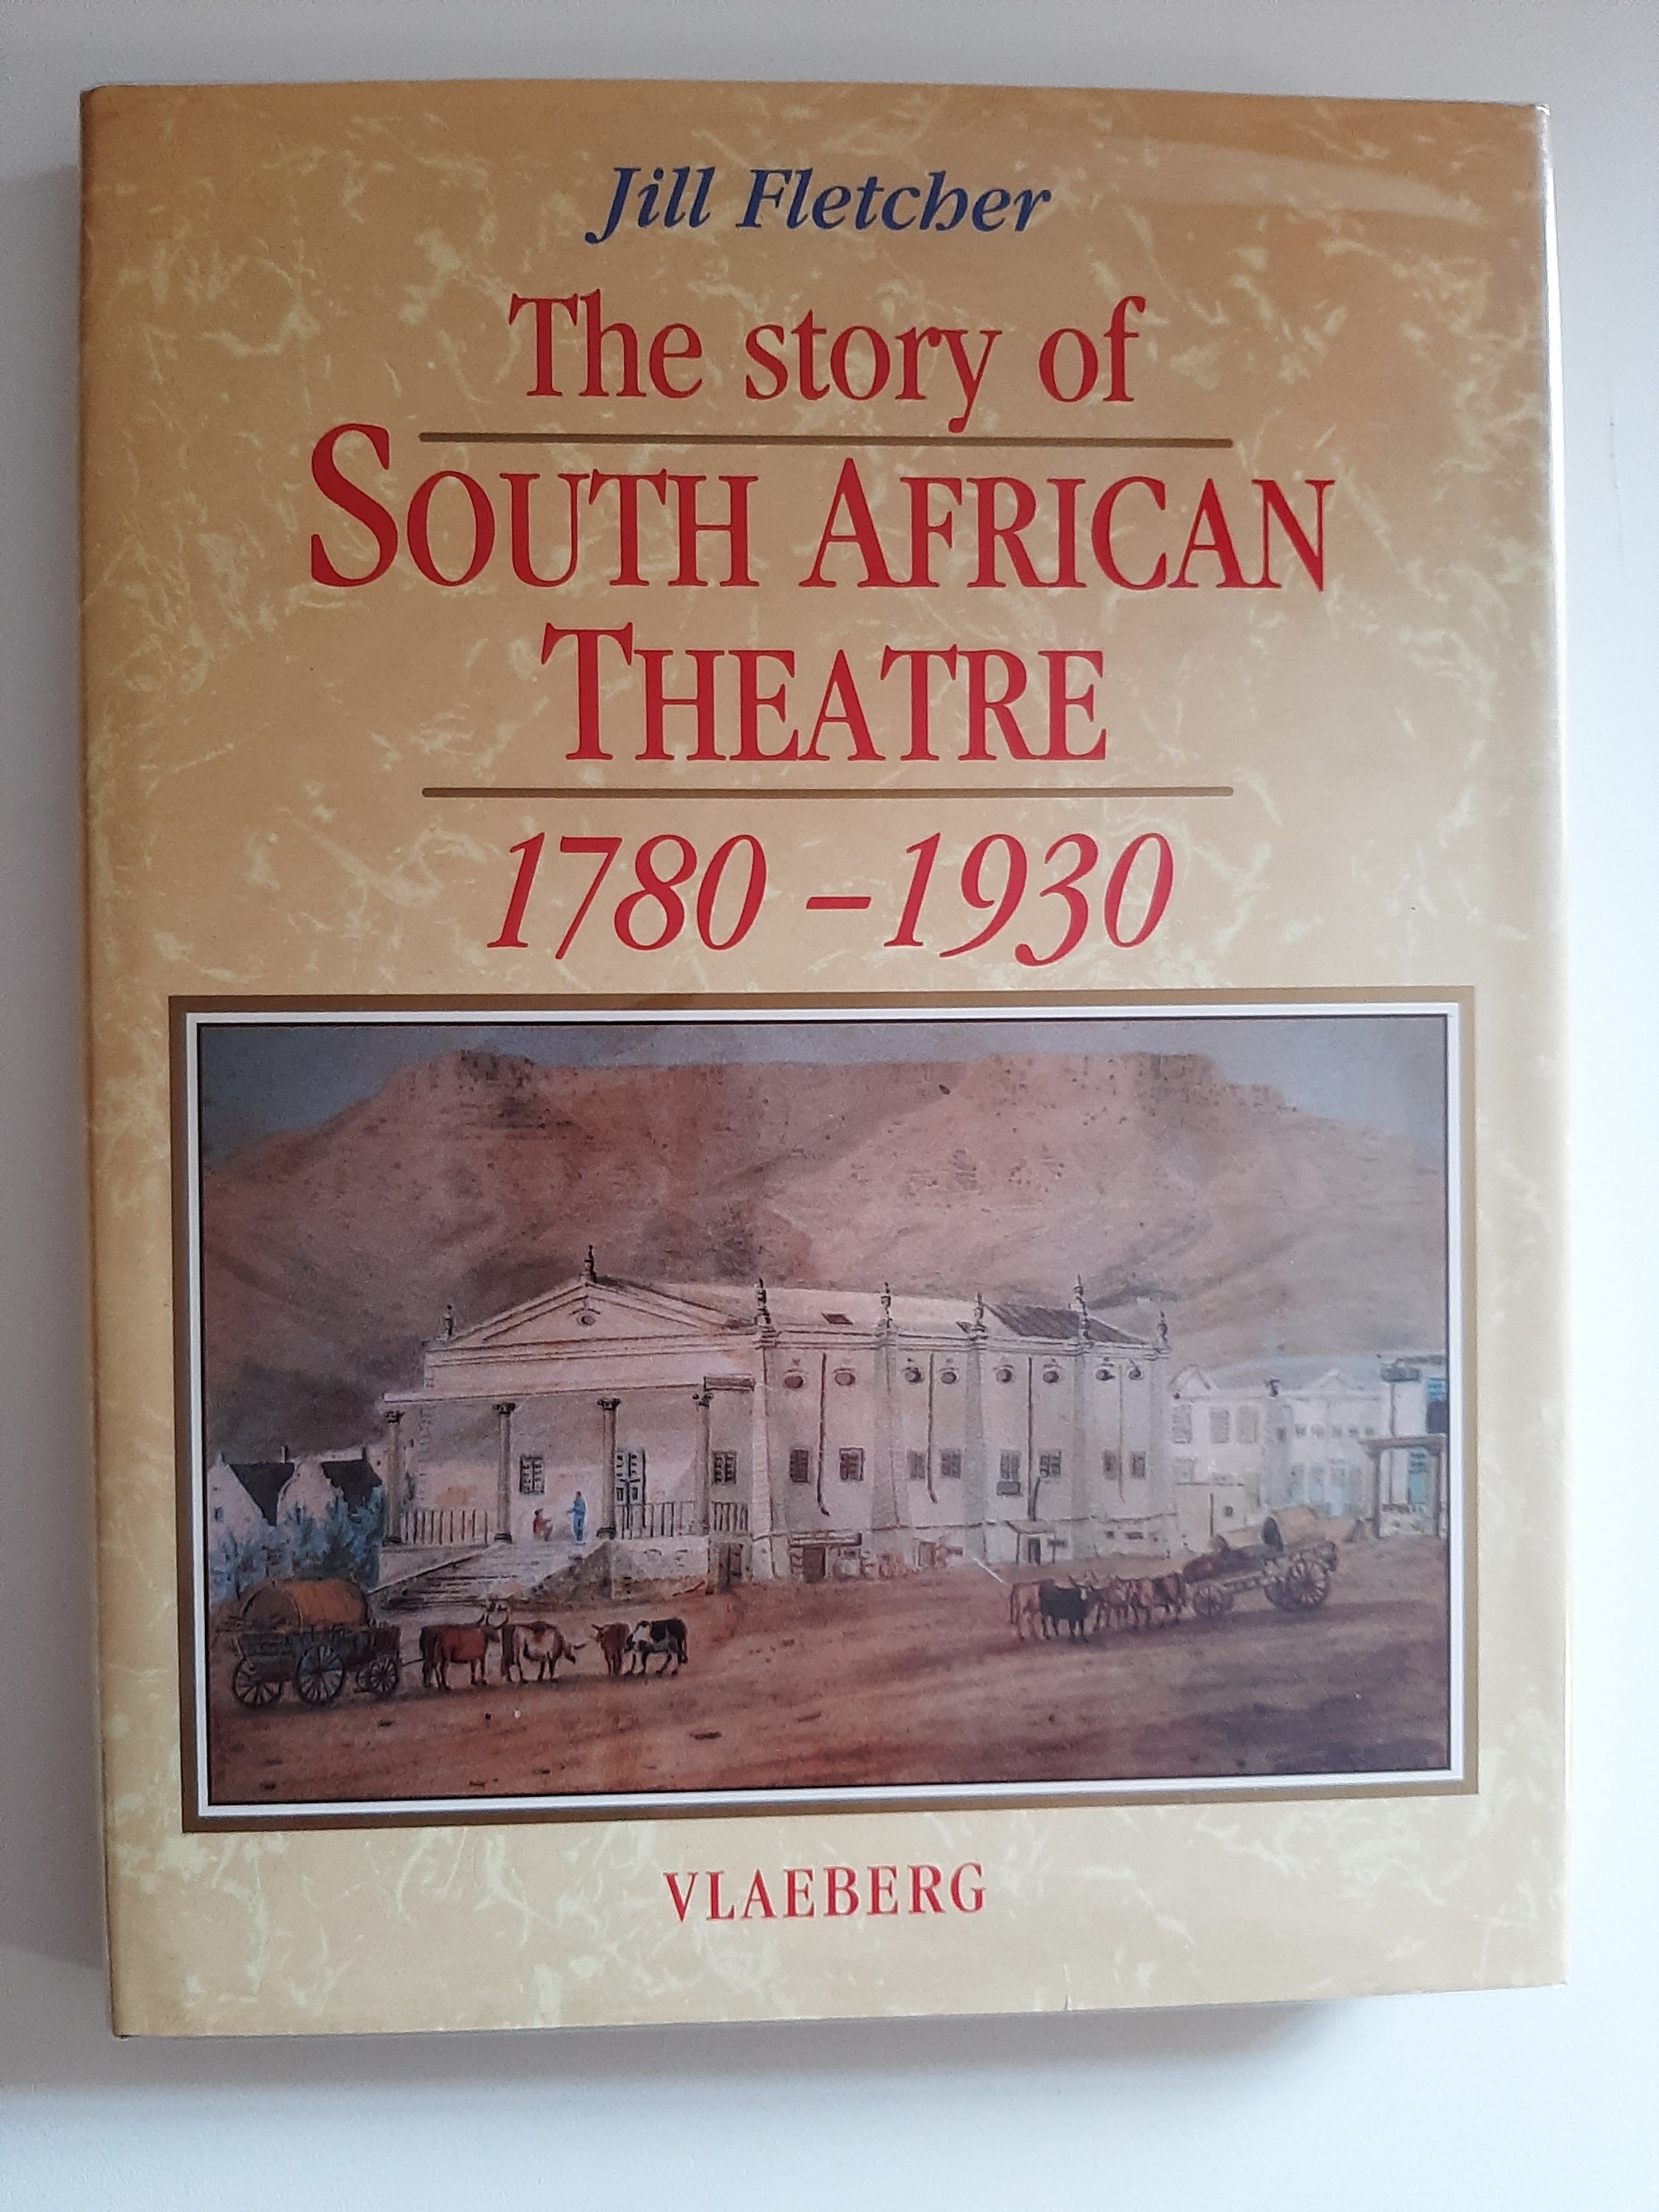 Jill Fletcher
The story of
SOUTH AFRICAN
THEATRE
1780 – 1930
VLAEBERG